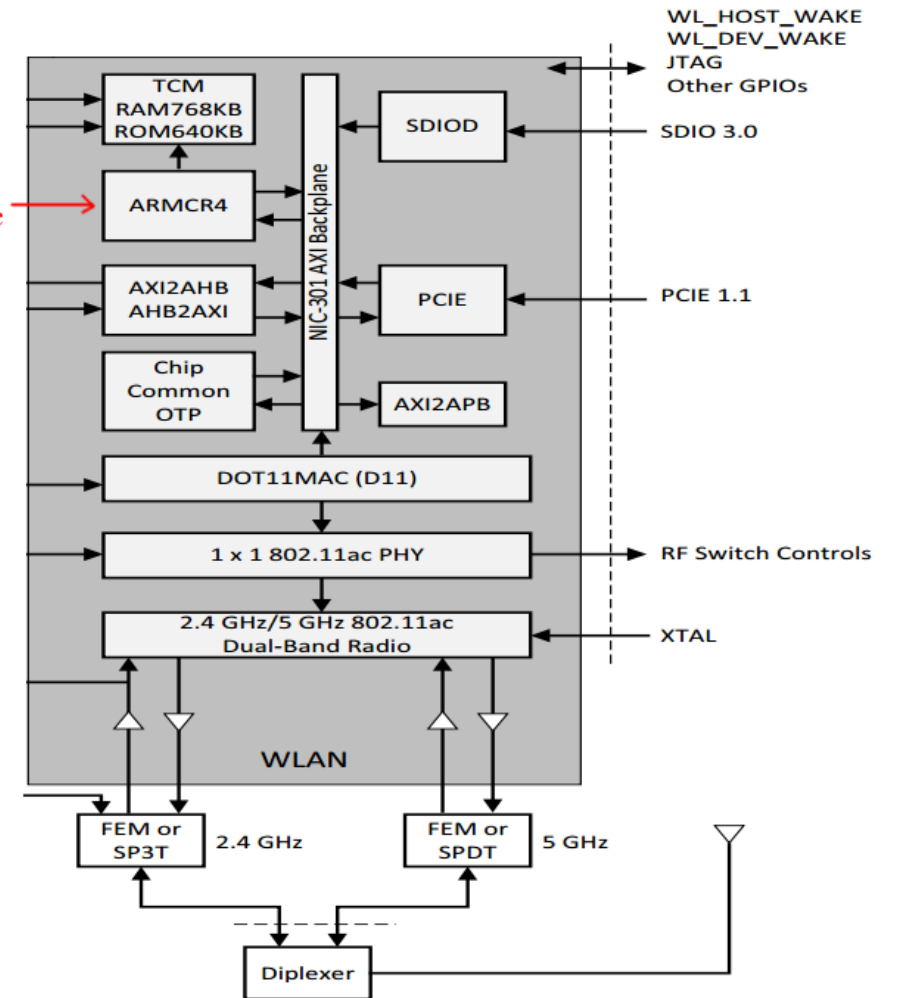 WL_HOST_WAKE
WL_DEV_WAKE
JTAG
Other GPIOs
TCM
RAM768KB
ROM640KB
SDIOD
SDIO 3.0
ARMCR4
NIC-301 AXI Backplane
AXI2AHB
AHB2AXI
PCIE
PCIE 1.1
Chip
Common
OTP
AXI2APB
DOT11MAC (D11)
1 x 1 802.11ac PHY
RF Switch Controls
2.4 GHz/5 GHz 802.11ac
Dual-Band Radio
XTAL
WLAN
FEM or
SP3T
2.4 GHz
FEM or
SPDT
5 GHz
Diplexer